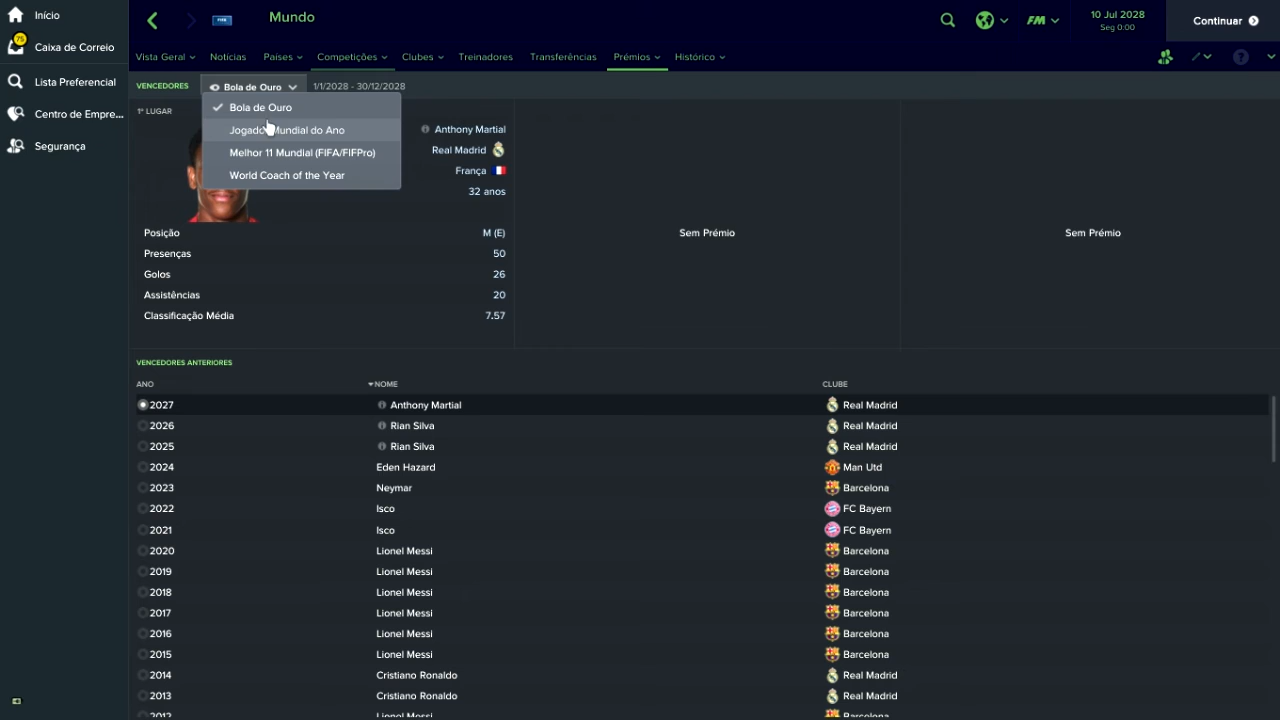 Início
Mundo
10 Jul 2028
Seg 0:00
Continuar
75
Caixa de Correio
Vista Geral
Notícias
Países
Competições
Clubes
Treinadores
Transferências
Prémios
Histórico
Lista Preferencial
VENCEDORES
Bola de Ouro
1/1/2028 - 30/12/2028
Centro de Empre...
Segurança
1º LUGAR
Bola de Ouro
Mundial do Ano
Melhor 11 Mundial (FIFA/FIFPro)
World Coach of the Year
Anthony Martial
Real Madrid
França
32 anos
Posição M (E)
Presenças 50
Golos 26
Assistências 20
Classificação Média 7.57
Sem Prémio
Sem Prémio
VENCEDORES ANTERIORES
ANO NOME CLUBE
2027 Anthony Martial Real Madrid
2026 Rian Silva Real Madrid
2025 Rian Silva Real Madrid
2024 Eden Hazard Man Utd
2023 Neymar Barcelona
2022 Isco FC Bayern
2021 Isco FC Bayern
2020 Lionel Messi Barcelona
2019 Lionel Messi Barcelona
2018 Lionel Messi Barcelona
2017 Lionel Messi Barcelona
2016 Lionel Messi Barcelona
2015 Lionel Messi Barcelona
2014 Cristiano Ronaldo Real Madrid
2013 Cristiano Ronaldo Real Madrid
2012 Lionel Messi Barcelona